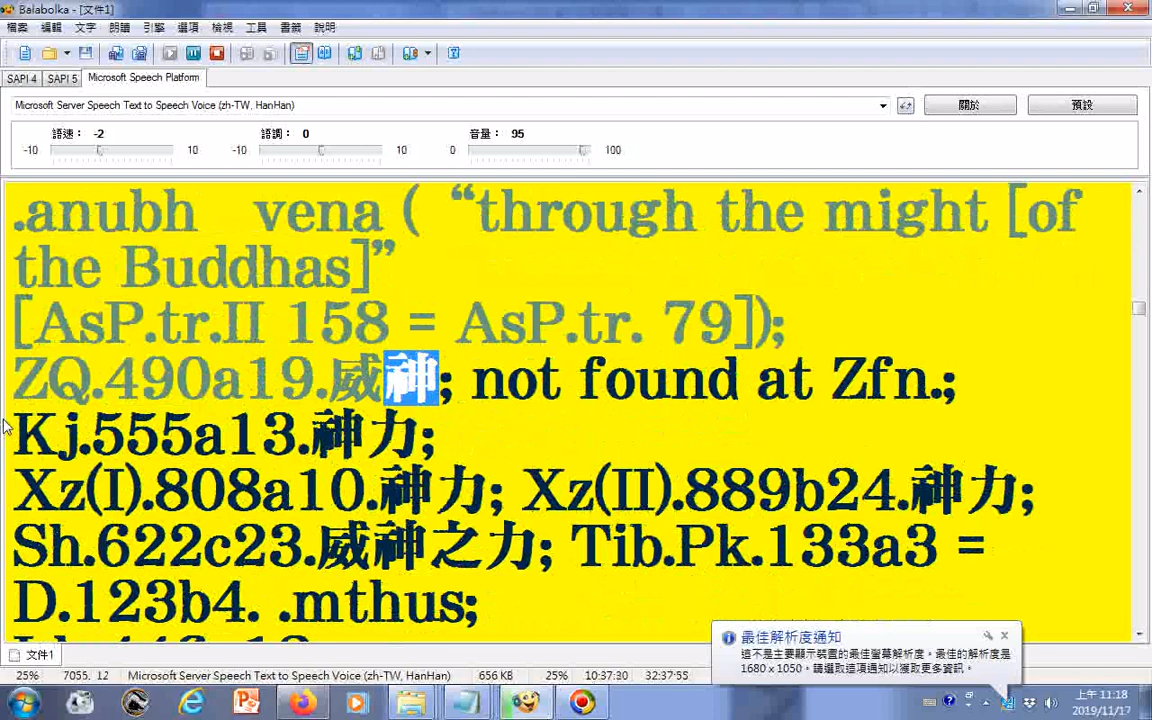 Balabolka - [文件1]
檔案 編輯 文字 朗讀 引擎 選項 檢視 工具 書籤 說明
SAPI 4 SAPI 5 Microsoft Speech Platform
Microsoft Server Speech Text to Speech Voice (zh-TW, HanHan) 關於 預設
語速： -2 語調： 0 音量： 95
-10 10 -10 10 0 100
.anubh vena ( “through the might [of
the Buddhas]”
[AsP.tr.II 158 = AsP.tr. 79]);
ZQ.490a19.威神; not found at Zfn.;
Kj.555a13.神力;
Xz(I).808a10.神力; Xz(II).889b24.神力;
Sh.622c23.威神之力; Tib.Pk.133a3 =
D.123b4. .mthus;
最佳解析度通知
這不是主要顯示裝置的最佳螢幕解析度。最佳的解析度是
1680 x 1050。請選取這項通知以獲取更多資訊。
文件1
25% 7055, 12 Microsoft Server Speech Text to Speech Voice (zh-TW, HanHan) 656 KB 25% 10:37:30 32:37:55
上午 11:18
2019/11/17